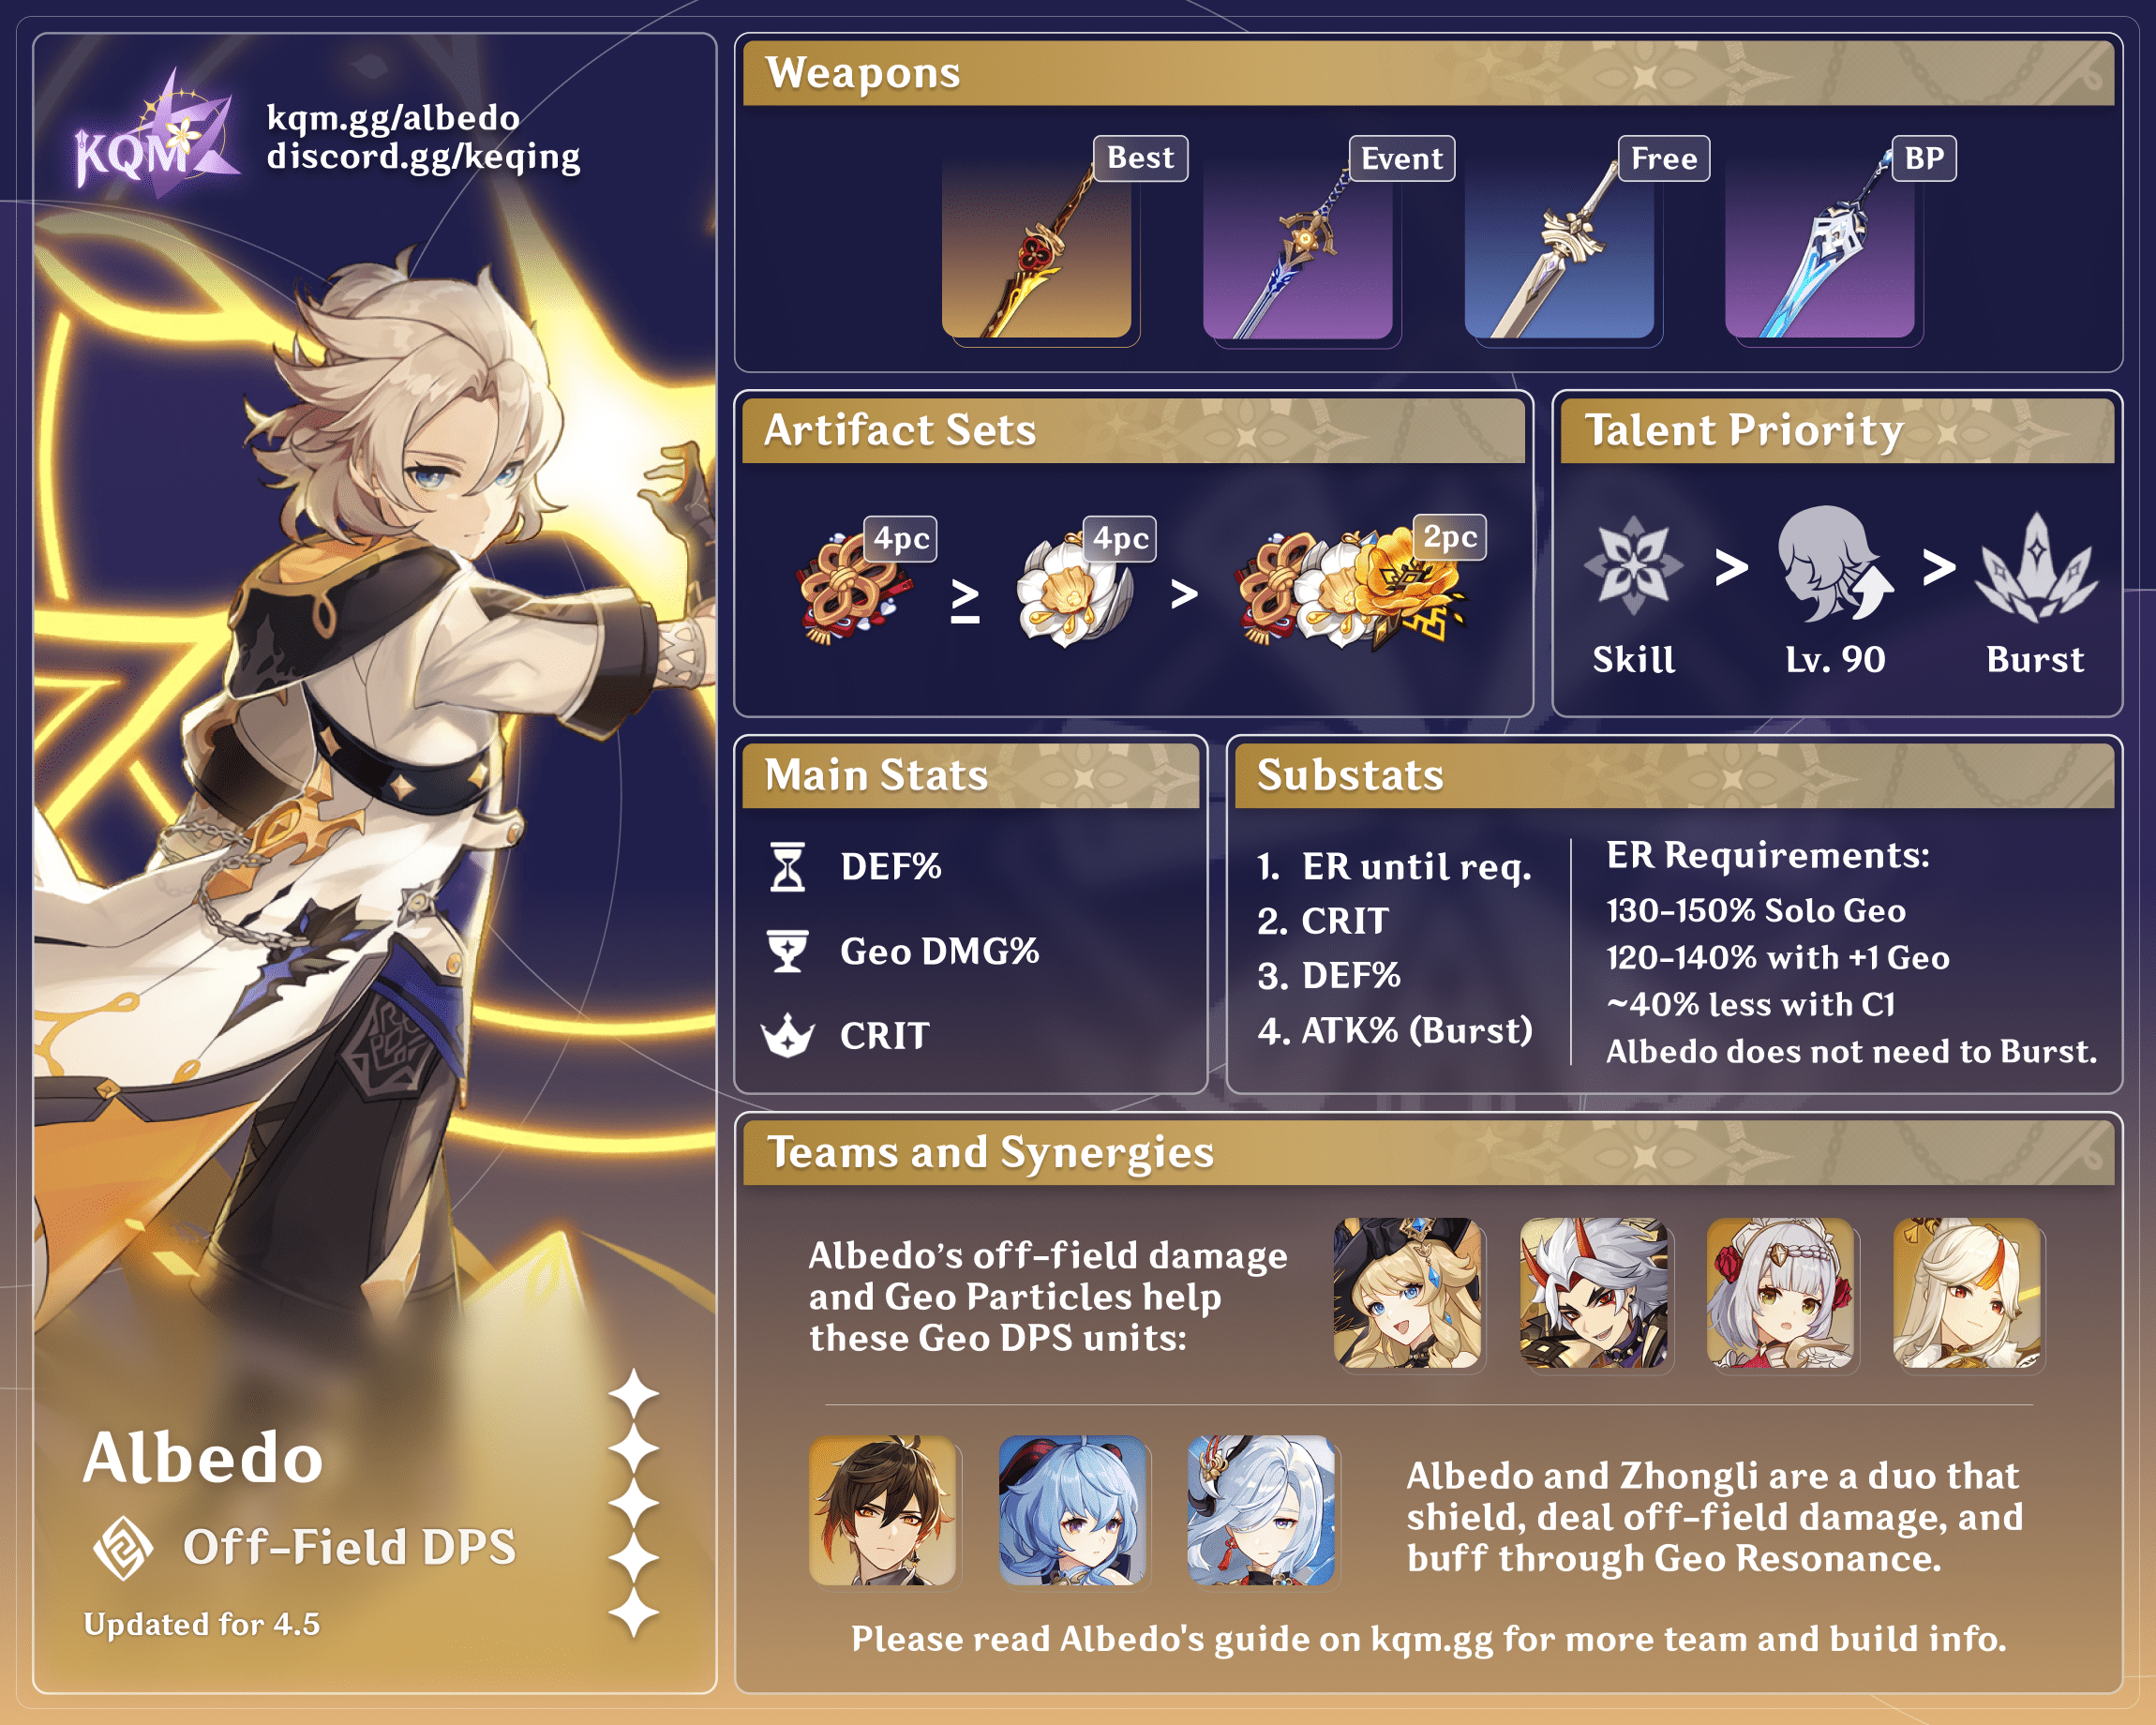 KQM
kqm.gg/albedo
discord.gg/keqing
Albedo
Off-Field DPS
Updated for 4.5
Weapons
Best
Event
Free
BP
Artifact Sets
4pc
≥
4pc
>
2pc
Talent Priority
>
>
Skill
Lv. 90
Burst
Main Stats
DEF%
Geo DMG%
CRIT
Substats
1. ER until req.
2. CRIT
3. DEF%
4. ATK% (Burst)
ER Requirements:
130-150% Solo Geo
120-140% with +1 Geo
~40% less with C1
Albedo does not need to Burst.
Teams and Synergies
Albedo's off-field damage
and Geo Particles help
these Geo DPS units:
Albedo and Zhongli are a duo that
shield, deal off-field damage, and
buff through Geo Resonance.
Please read Albedo's guide on kqm.gg for more team and build info.